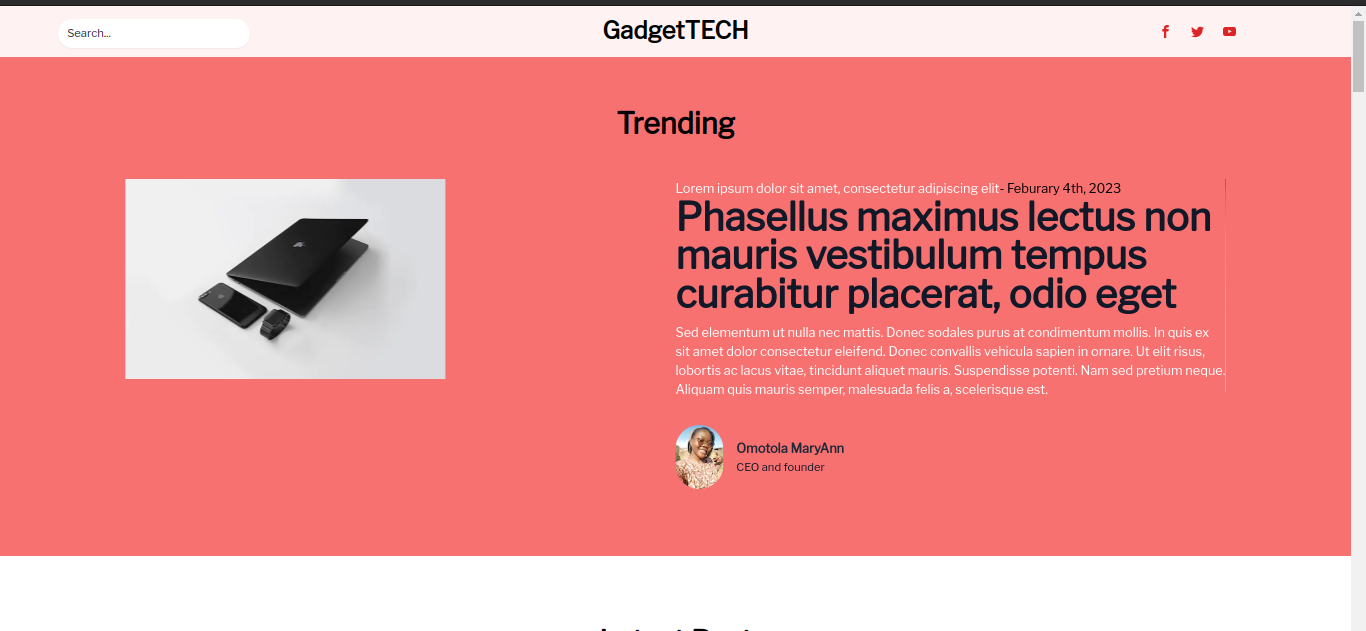 Search...
GadgetTECH
Trending
Lorem ipsum dolor sit amet, consectetur adipiscing elit- Feburary 4th, 2023
Phasellus maximus lectus non
mauris vestibulum tempus
curabitur placerat, odio eget
Sed elementum ut nulla nec mattis. Donec sodales purus at condimentum mollis. In quis ex
sit amet dolor consectetur eleifend. Donec convallis vehicula sapien in ornare. Ut elit risus,
lobortis ac lacus vitae, tincidunt aliquet mauris. Suspendisse potenti. Nam sed pretium neque.
Aliquam quis mauris semper, malesuada felis a, scelerisque est.
Omotola MaryAnn
CEO and founder